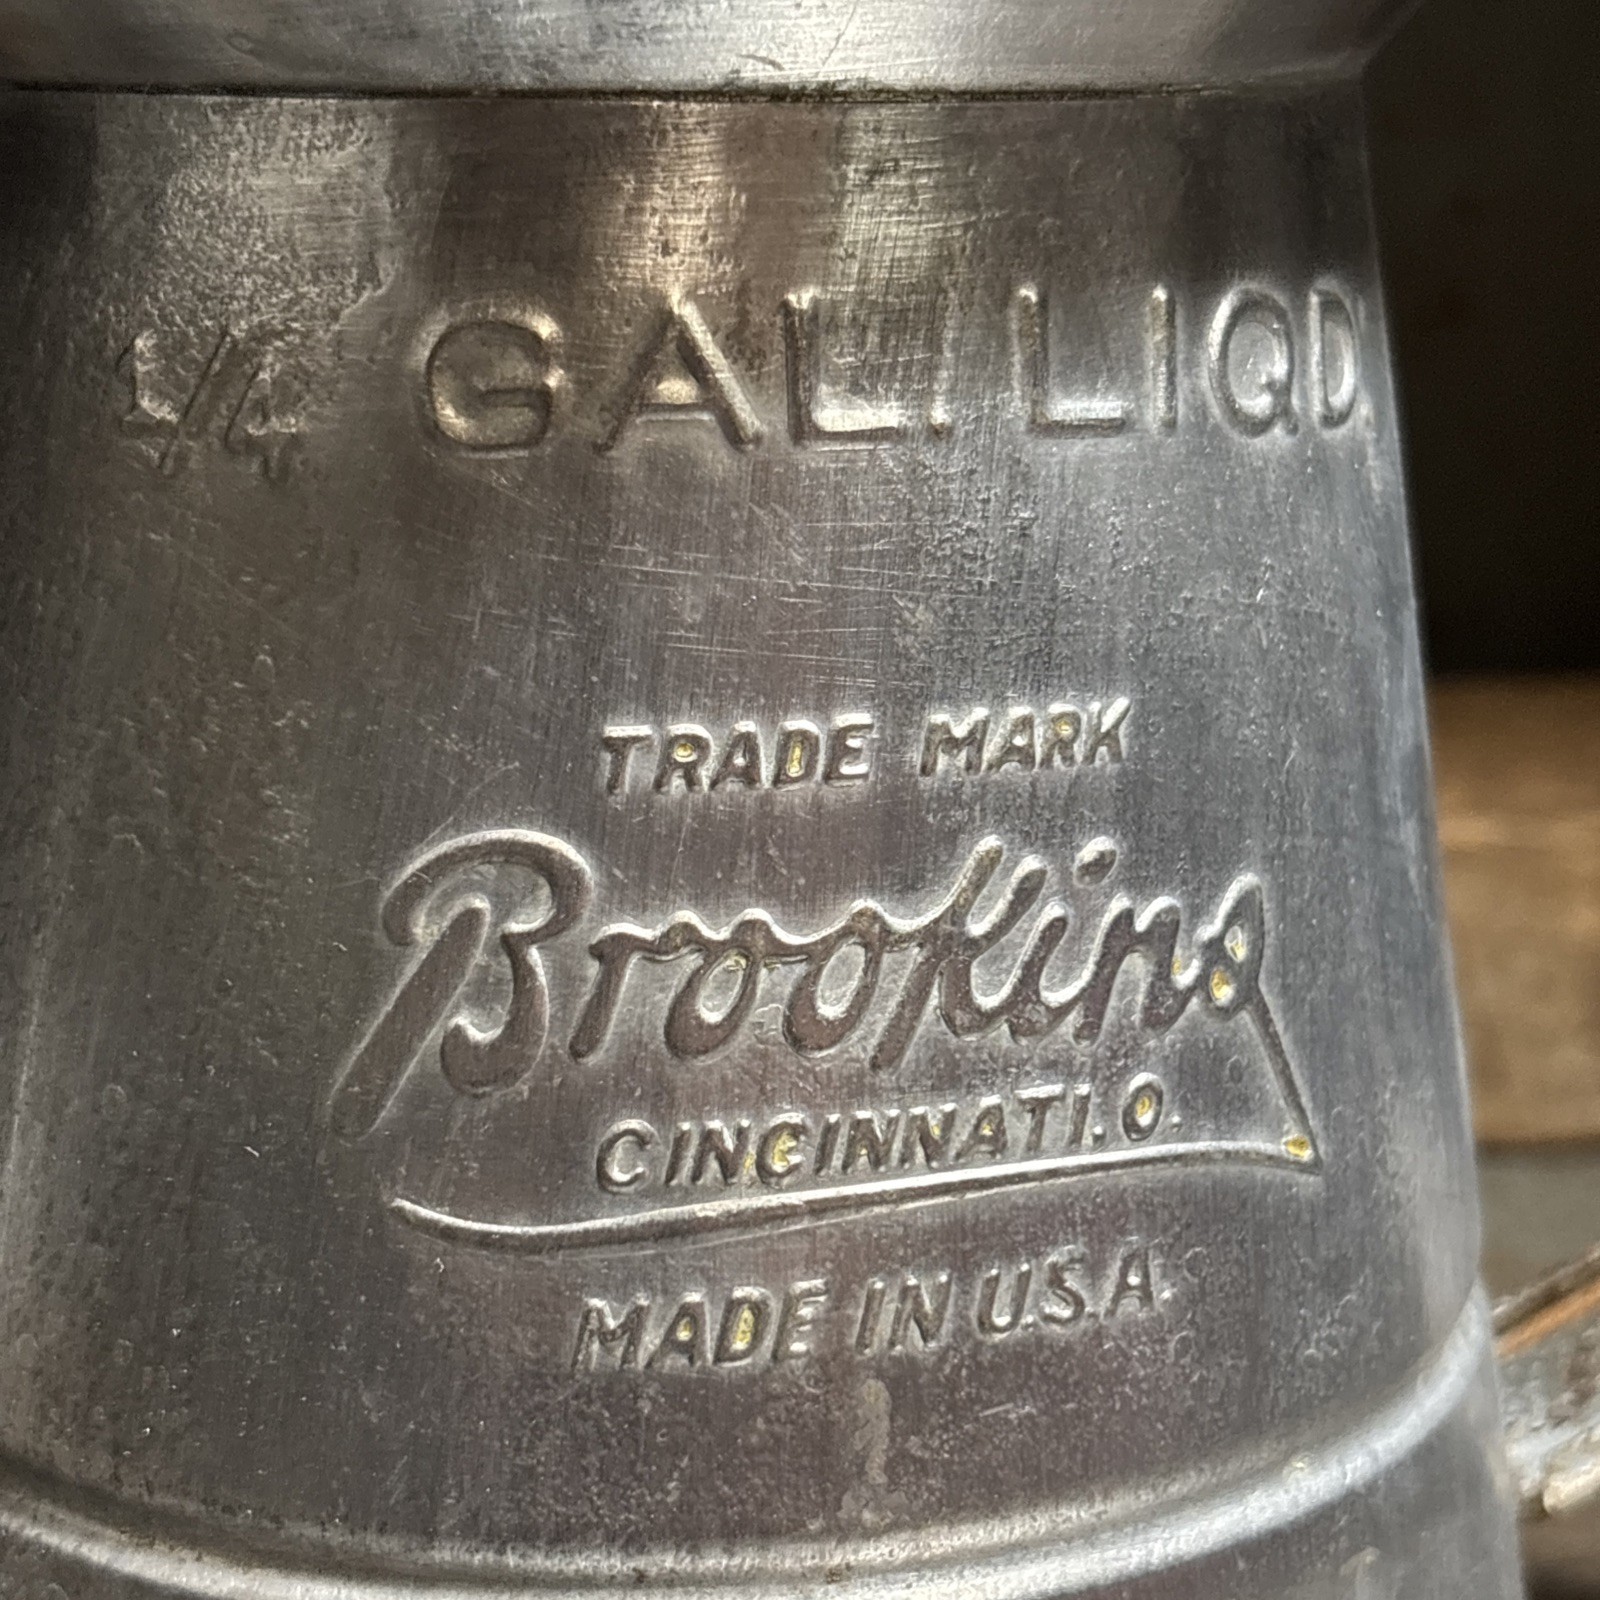 1/4 GAL. LIQD.
TRADE MARK
Brookins
CINCINNATI. O.
MADE IN U.S.A.